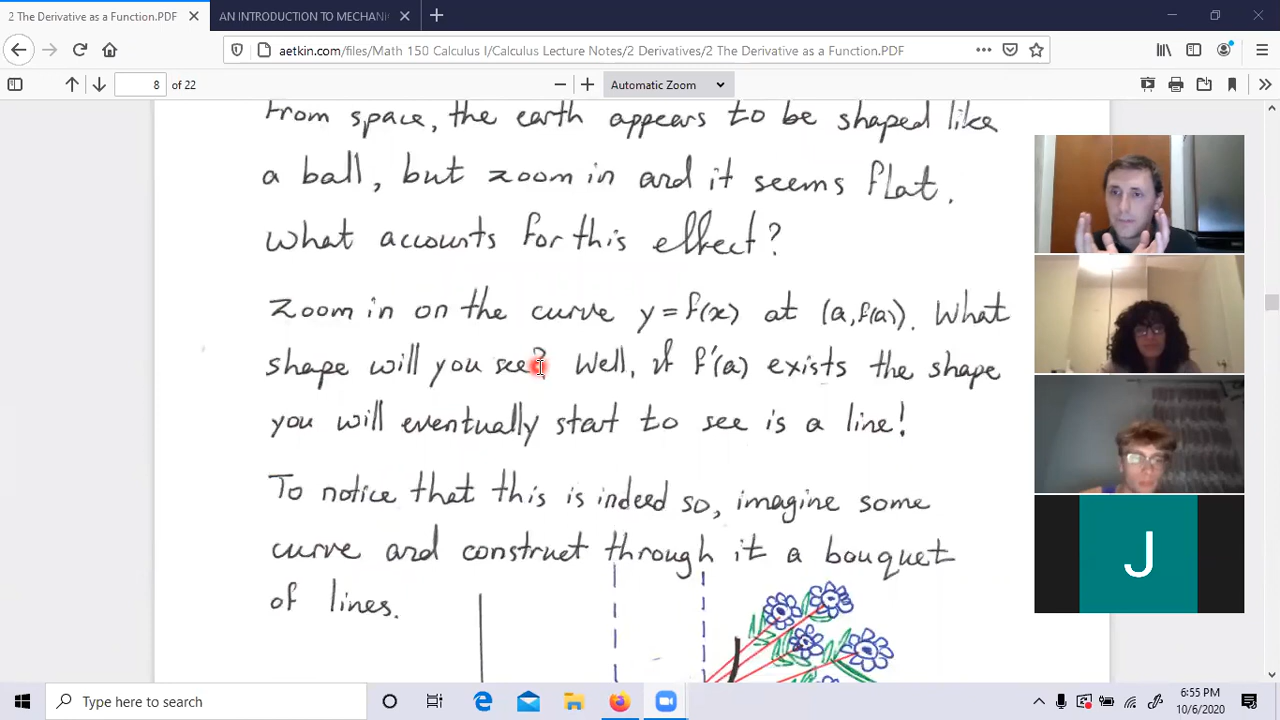 2 The Derivative as a Function.PDF
AN INTRODUCTION TO MECHANI
aetkin.com/files/Math 150 Calculus I/Calculus Lecture Notes/2 Derivatives/2 The Derivative as a Function.PDF
8 of 22
Automatic Zoom
From space, the earth appears to be shaped like
a ball, but zoom in and it seems flat.
What accounts for this effect?
Zoom in on the curve y = f(x) at (a, f(a)). What
shape will you see? Well, if f'(a) exists the shape
you will eventually start to see is a line!
To notice that this is indeed so, imagine some
curve and construct through it a bouquet
of lines.
J
Type here to search
6:55 PM
10/6/2020